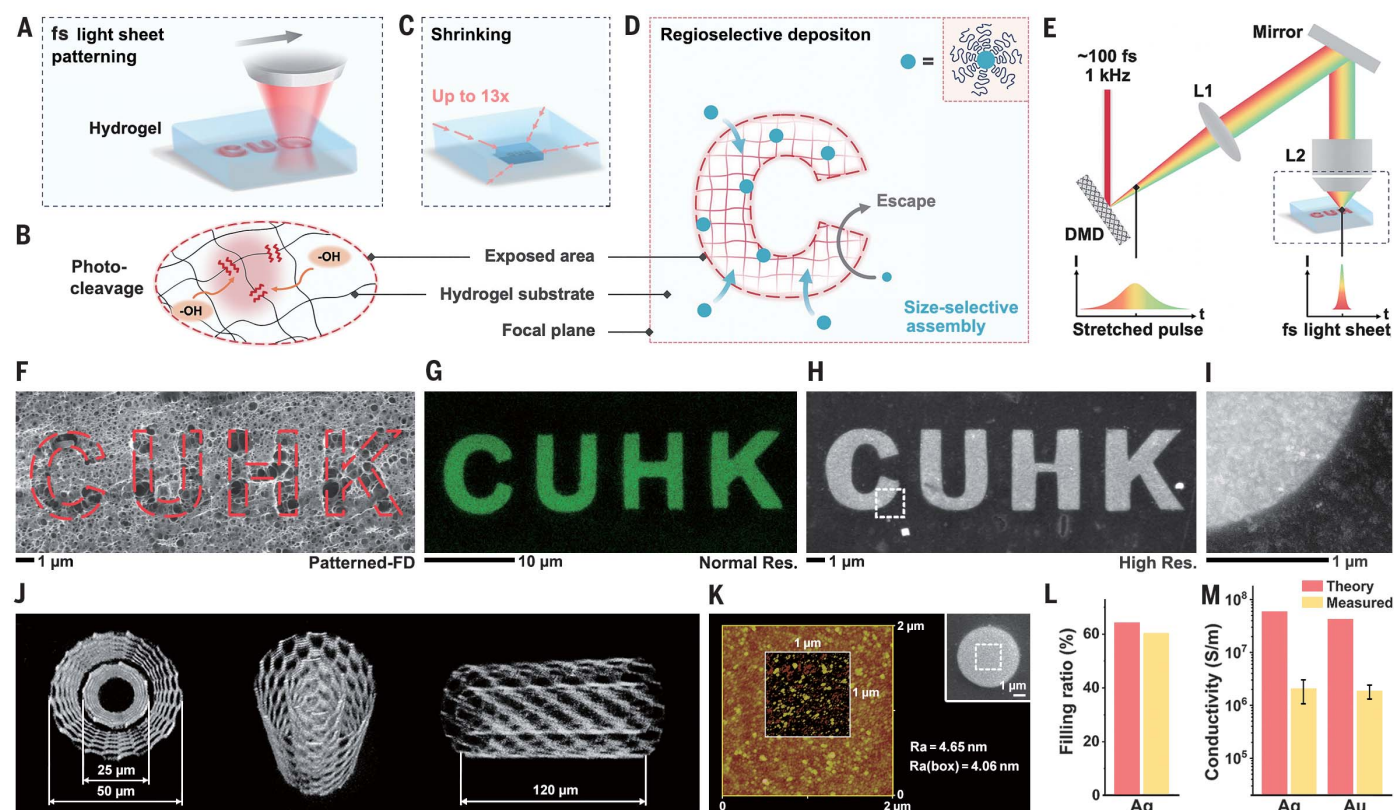 A
fs light sheet
patterning
Hydrogel
CUH
B
Photo-
cleavage
-OH
-OH
Exposed area
Hydrogel substrate
Focal plane
C
Shrinking
Up to 13x
D
Regioselective depositon
=
Escape
Size-selective
assembly
E
~100 fs
1 kHz
Mirror
L1
L2
DMD
CUH
I
t
Stretched pulse
I
t
fs light sheet
F
CUHK
1 µm
Patterned-FD
G
CUHK
10 µm
Normal Res.
H
CUHK
1 µm
High Res.
I
1 µm
J
25 µm
50 µm
120 µm
K
2 µm
1 µm
1 µm
1 µm
Ra = 4.65 nm
Ra(box) = 4.06 nm
0
0
2 µm
L
Filling ratio (%)
60
40
20
0
Ag
M
Theory
Measured
Conductivity (S/m)
10⁸
10⁷
10⁶
10⁵
Ag
Au